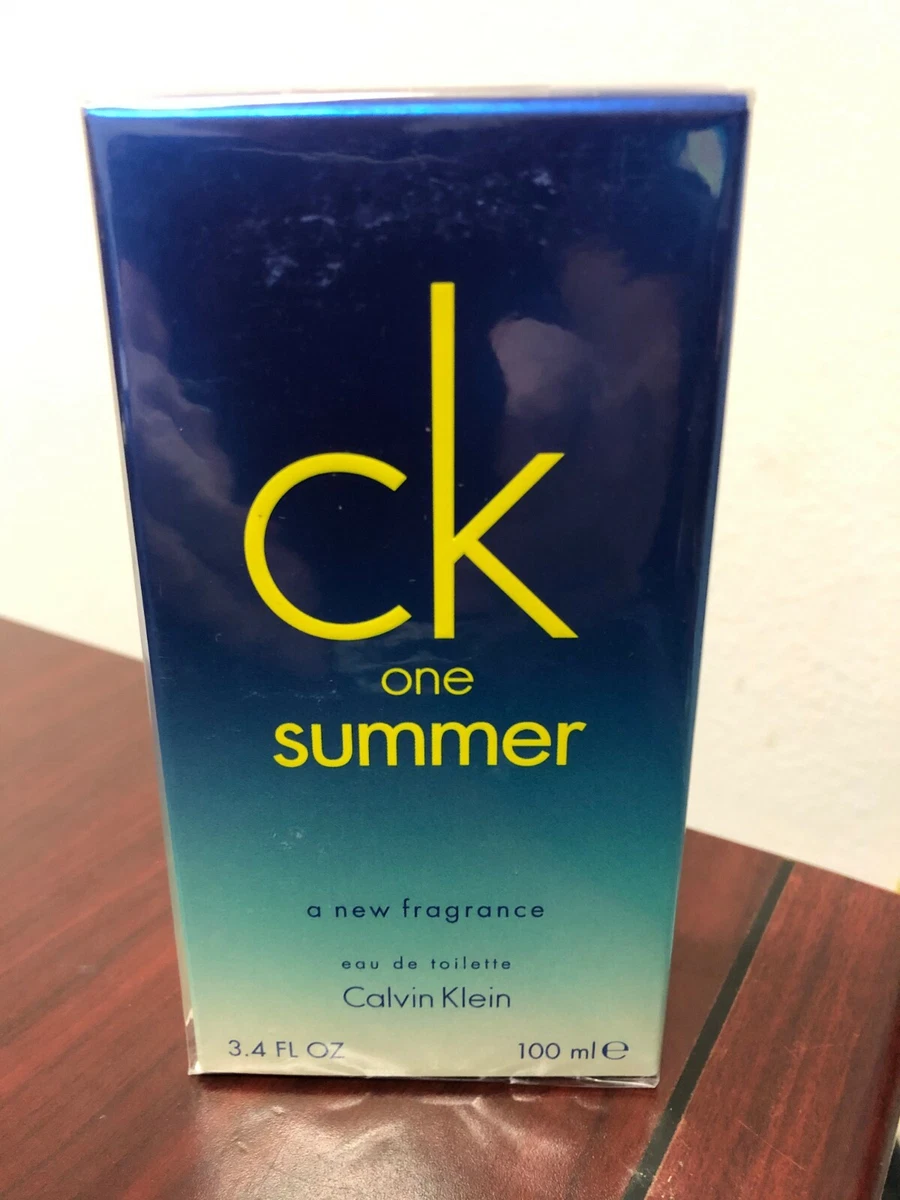 ck
one
summer
a new fragrance
eau de toilette
Calvin Klein
3.4 FL OZ 100 ml ℮